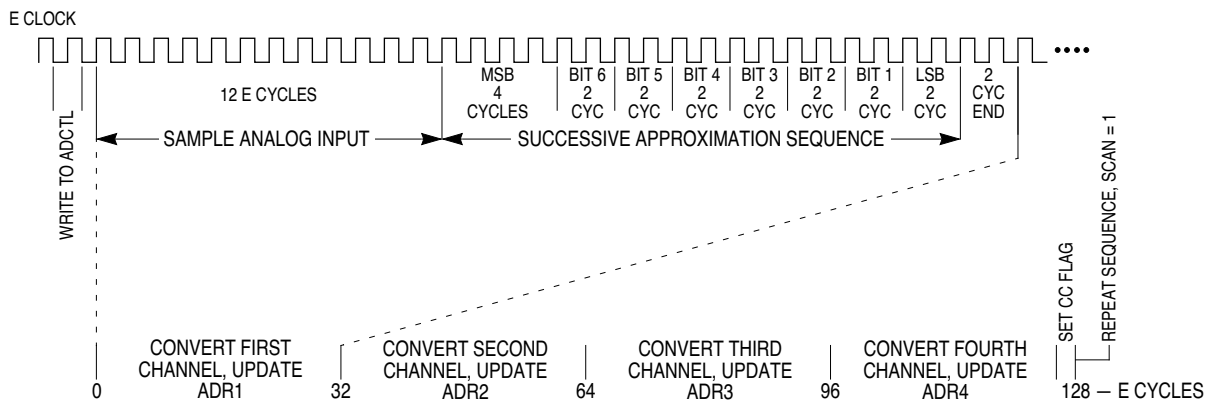 E CLOCK
12 E CYCLES
MSB
4
CYCLES
BIT 6
2
CYC
BIT 5
2
CYC
BIT 4
2
CYC
BIT 3
2
CYC
BIT 2
2
CYC
BIT 1
2
CYC
LSB
2
CYC
2
CYC
END
WRITE TO ADCTL
SAMPLE ANALOG INPUT
SUCCESSIVE APPROXIMATION SEQUENCE
SET CC FLAG
REPEAT SEQUENCE, SCAN = 1
CONVERT FIRST
CHANNEL, UPDATE
ADR1
CONVERT SECOND
CHANNEL, UPDATE
ADR2
CONVERT THIRD
CHANNEL, UPDATE
ADR3
CONVERT FOURTH
CHANNEL, UPDATE
ADR4
0
32
64
96
128 — E CYCLES